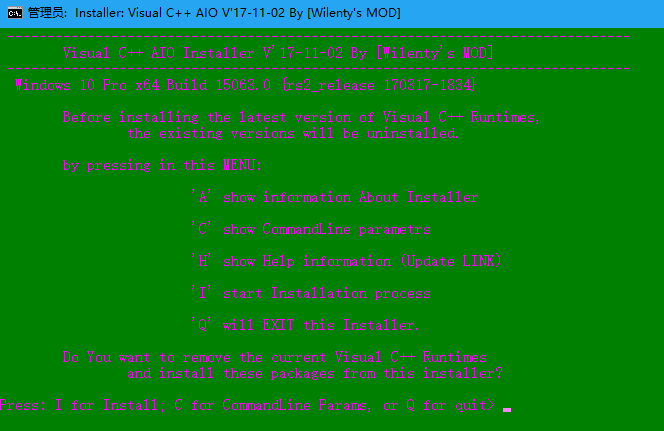 管理员: Installer: Visual C++ AIO V'17-11-02 By [Wilenty's MOD]
------------------------------------------------------------------------------
Visual C++ AIO Installer V'17-11-02 By [Wilenty's MOD]
------------------------------------------------------------------------------
Windows 10 Pro x64 Build 15063.0 {rs2_release 170317-1834}
Before installing the latest version of Visual C++ Runtimes,
the existing versions will be uninstalled.
by pressing in this MENU:
'A' show information About Installer
'C' show CommandLine parametrs
'H' show Help information (Update LINK)
'I' start Installation process
'Q' will EXIT this Installer.
Do You want to remove the current Visual C++ Runtimes
and install these packages from this installer?
Press: I for Install; C for CommandLine Params, or Q for quit>